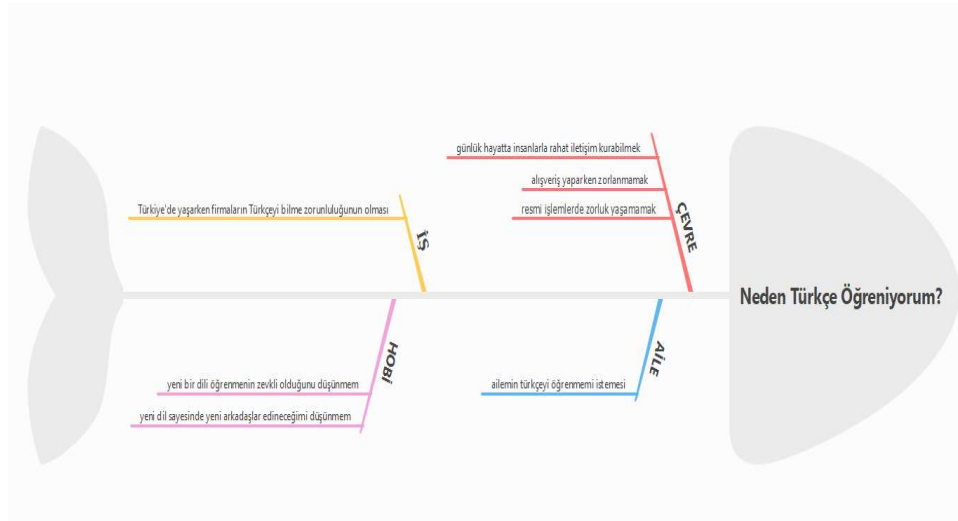 günlük hayatta insanlarla rahat iletişim kurabilmek
alışveriş yaparken zorlanmamak
resmi işlemlerde zorluk yaşamamak
ÇEVRE
Türkiye'de yaşarken firmaların Türkçeyi bilme zorunluluğunun olması
İŞ
Neden Türkçe Öğreniyorum?
HOBİ
yeni bir dili öğrenmenin zevkli olduğunu düşünmem
yeni dil sayesinde yeni arkadaşlar edineceğimi düşünmem
AİLE
ailemin türkçeyi öğrenmemi istemesi